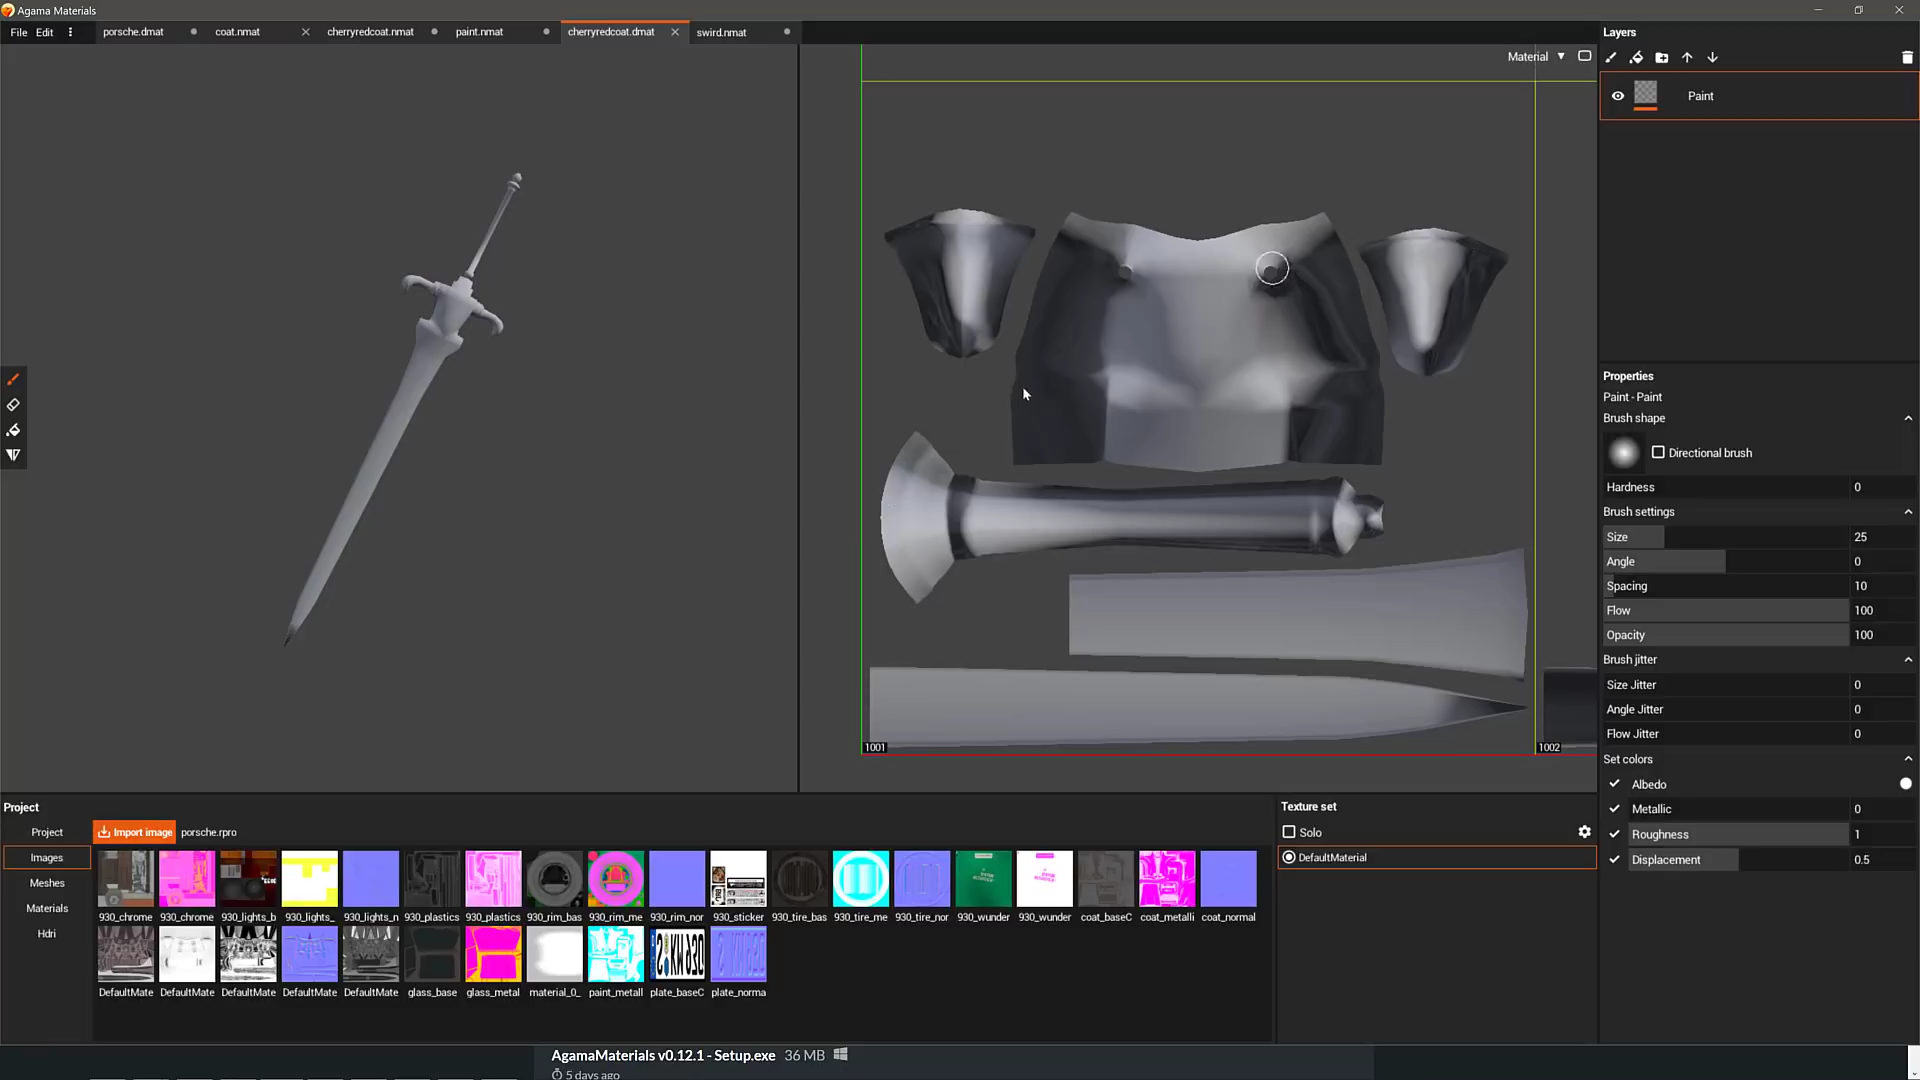 Agama Materials
File Edit porsche.dmat coat.nmat cherryredcoat.nmat paint.nmat cherryredcoat.dmat swird.nmat
Material
1001
1002
Layers
Paint
Properties
Paint - Paint
Brush shape
Directional brush
Hardness 0
Brush settings
Size 25
Angle 0
Spacing 10
Flow 100
Opacity 100
Brush jitter
Size Jitter 0
Angle Jitter 0
Flow Jitter 0
Set colors
Albedo
Metallic 0
Roughness 1
Displacement 0.5
Project
Project
Images
Meshes
Materials
Hdri
Import image porsche.rpro
930_chrome 930_chrome 930_lights_b 930_lights_ 930_lights_n 930_plastics 930_plastics 930_rim_bas 930_rim_me 930_rim_nor 930_sticker 930_tire_bas 930_tire_me 930_tire_nor 930_wunder 930_wunder coat_baseC coat_metalli coat_normal
DefaultMate DefaultMate DefaultMate DefaultMate DefaultMate glass_base glass_metal material_0_ paint_metall plate_baseC plate_norma
Texture set
Solo
DefaultMaterial
AgamaMaterials v0.12.1 - Setup.exe 36 MB
5 days ago